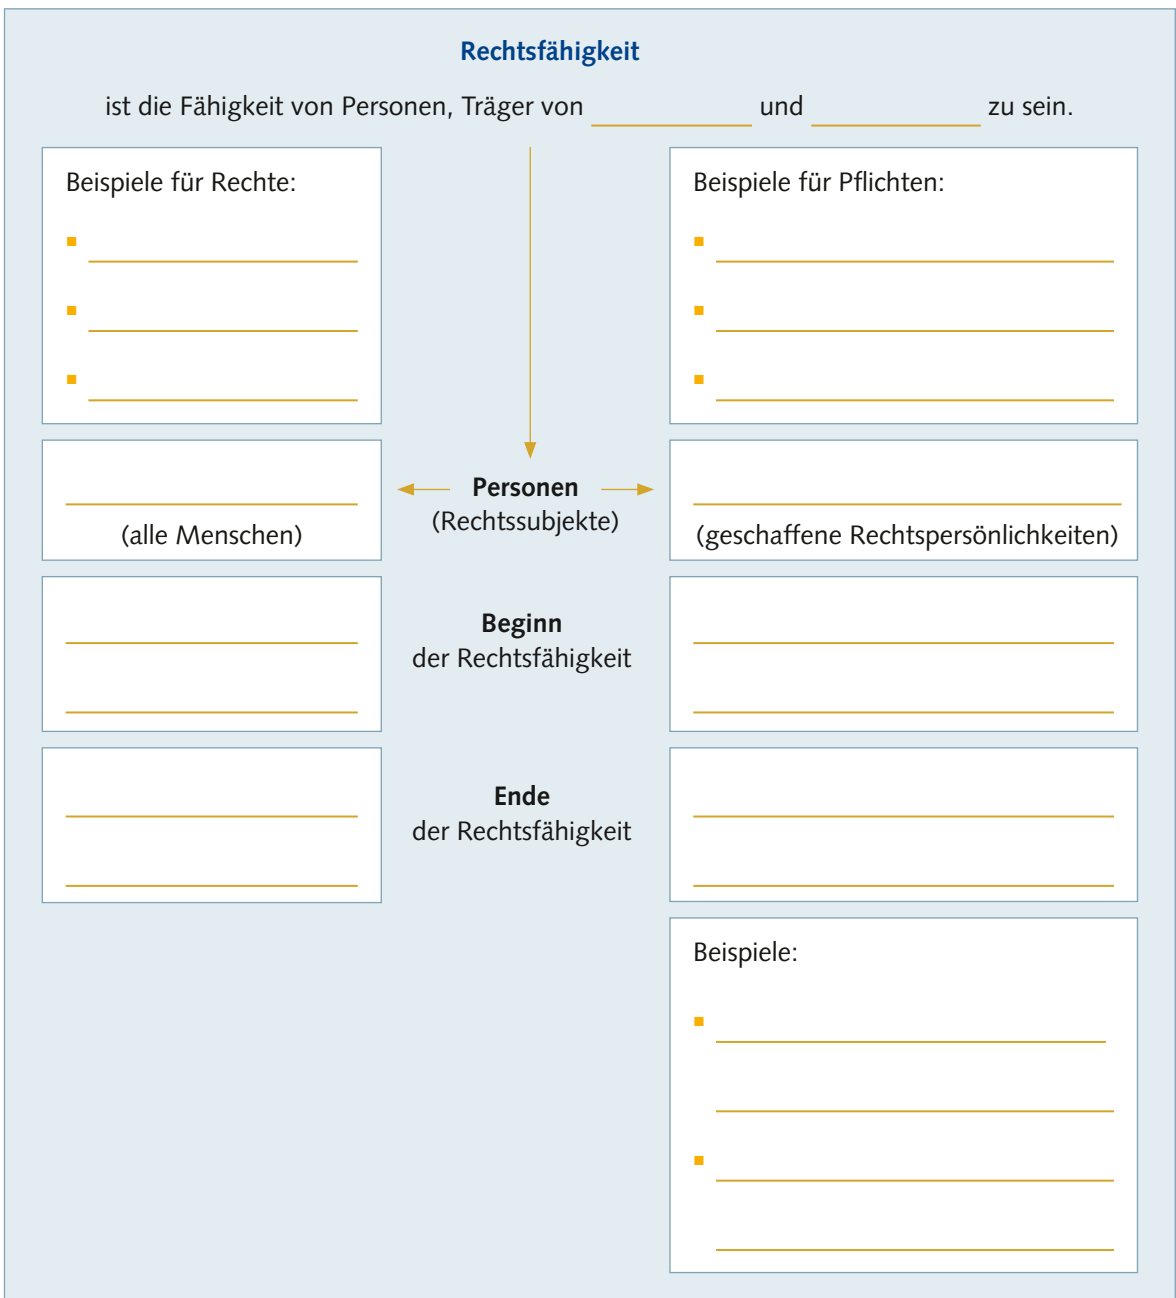 Rechtsfähigkeit
ist die Fähigkeit von Personen, Träger von und zu sein.
Beispiele für Rechte:
Beispiele für Pflichten:
(alle Menschen)
Personen
(Rechtssubjekte)
(geschaffene Rechtspersönlichkeiten)
Beginn
der Rechtsfähigkeit
Ende
der Rechtsfähigkeit
Beispiele: